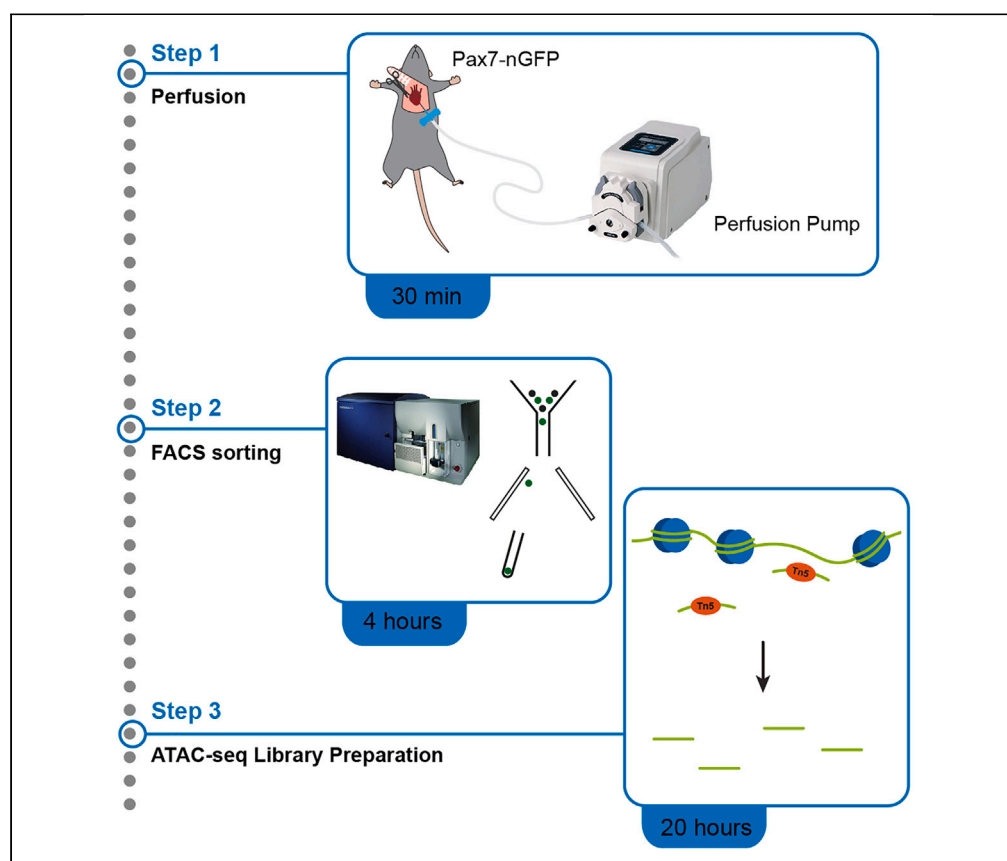 Step 1
Perfusion
Pax7-nGFP
Perfusion Pump
30 min
Step 2
FACS sorting
4 hours
Tn5
Tn5
Step 3
ATAC-seq Library Preparation
20 hours